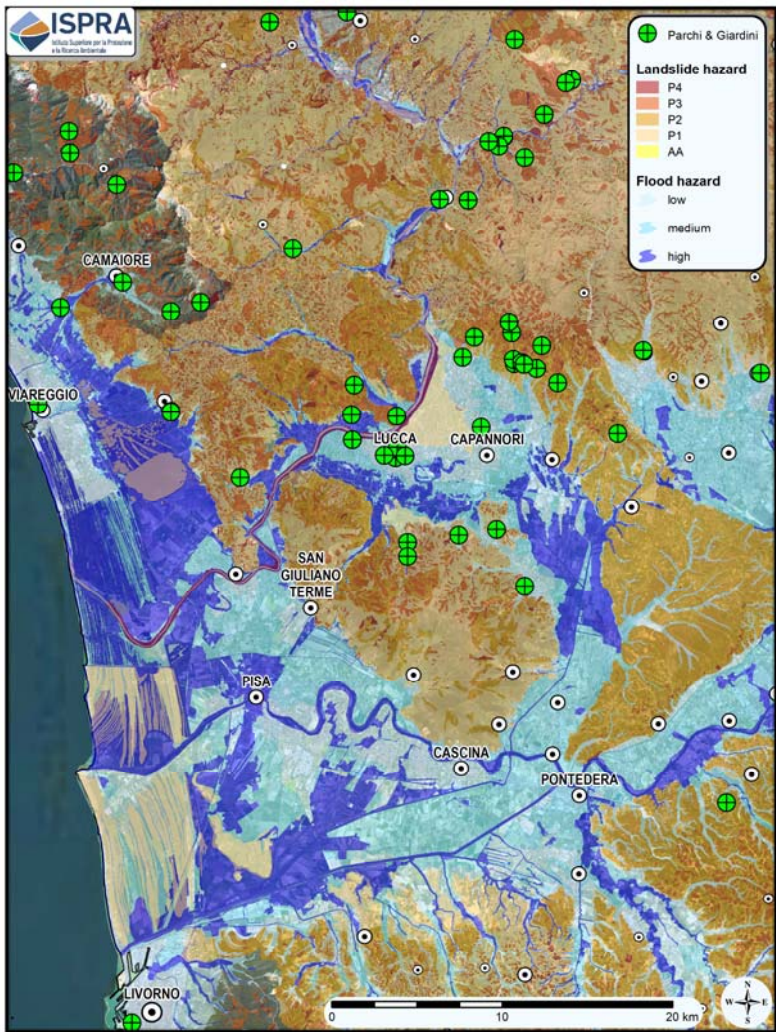 ISPRA
Istituto Superiore per la Protezione
e la Ricerca Ambientale
Parchi & Giardini
Landslide hazard
P4
P3
P2
P1
AA
Flood hazard
low
medium
high
CAMAIORE
VIAREGGIO
LUCCA
CAPANNORI
SAN
GIULIANO
TERME
PISA
CASCINA
PONTEDERA
LIVORNO
0 10 20 km
N
W E
S